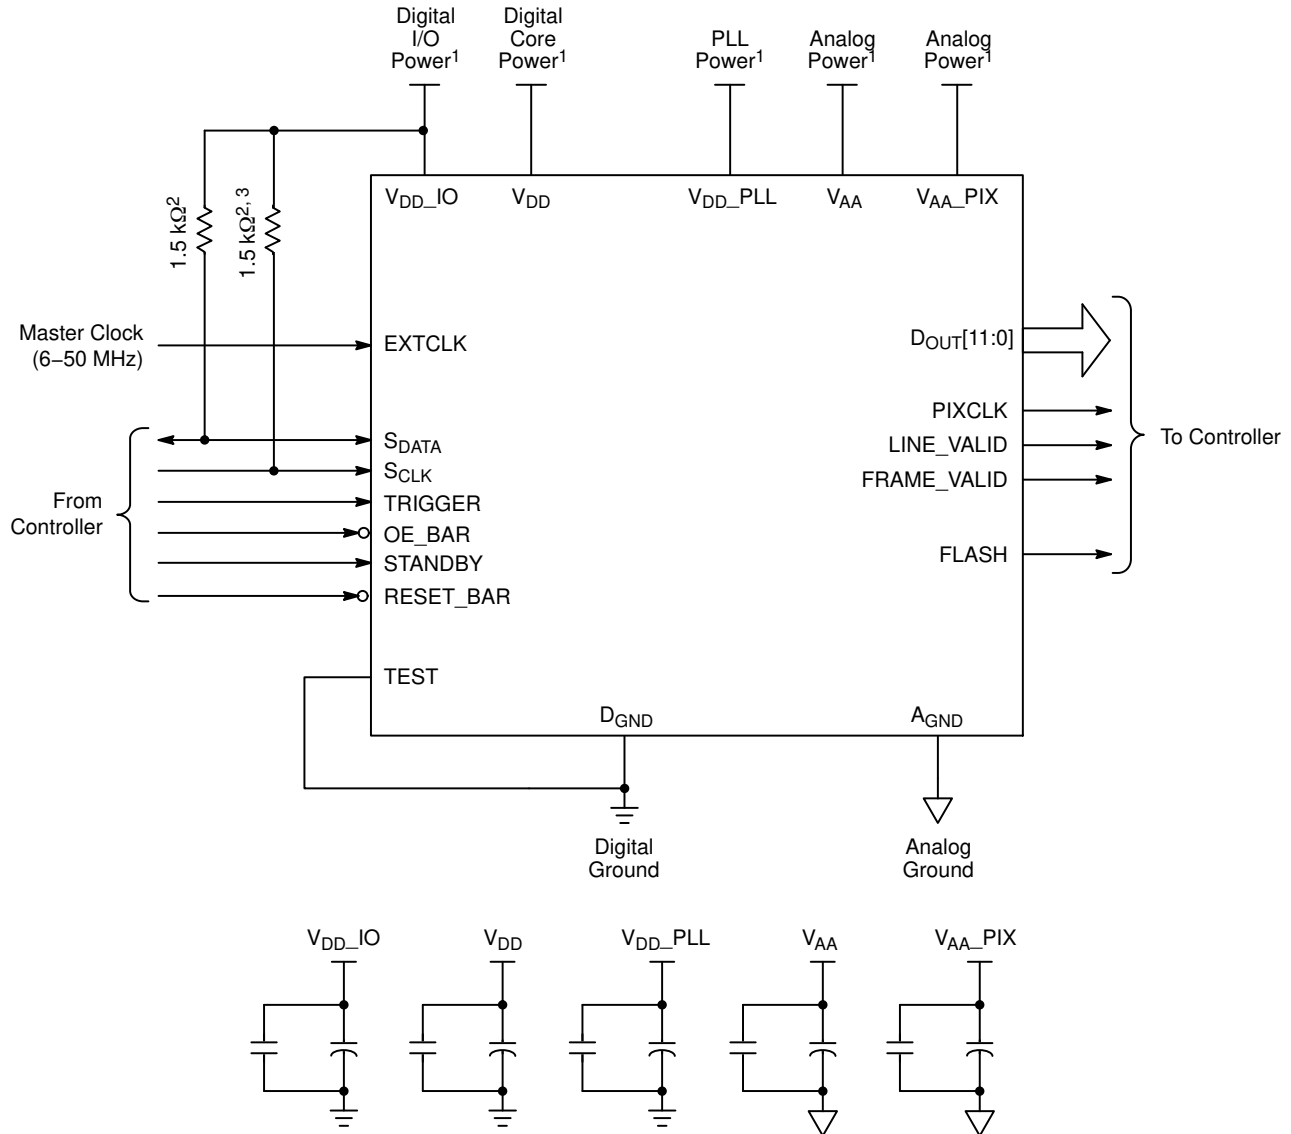 Digital
I/O
Power1
Digital
Core
Power1
PLL
Power1
Analog
Power1
Analog
Power1
VDD_IO
VDD
VDD_PLL
VAA
VAA_PIX
1.5 kΩ2
1.5 kΩ2, 3
Master Clock
(6–50 MHz)
EXTCLK
DOUT[11:0]
PIXCLK
LINE_VALID
FRAME_VALID
FLASH
To Controller
From
Controller
SDATA
SCLK
TRIGGER
OE_BAR
STANDBY
RESET_BAR
TEST
DGND
AGND
Digital
Ground
Analog
Ground
VDD_IO
VDD
VDD_PLL
VAA
VAA_PIX